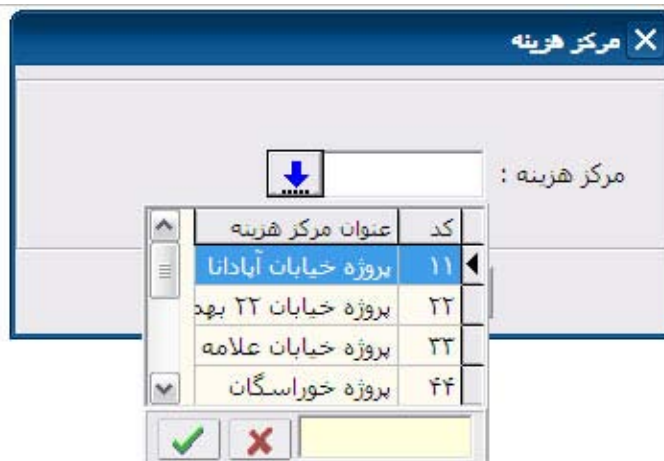 مرکز هزینه
مرکز هزینه :
کد عنوان مرکز هزینه
۱۱ پروژه خیابان آپادانا
۲۲ پروژه خیابان ۲۲ بهم
۳۳ پروژه خیابان علامه
۴۴ پروژه خوراسگان